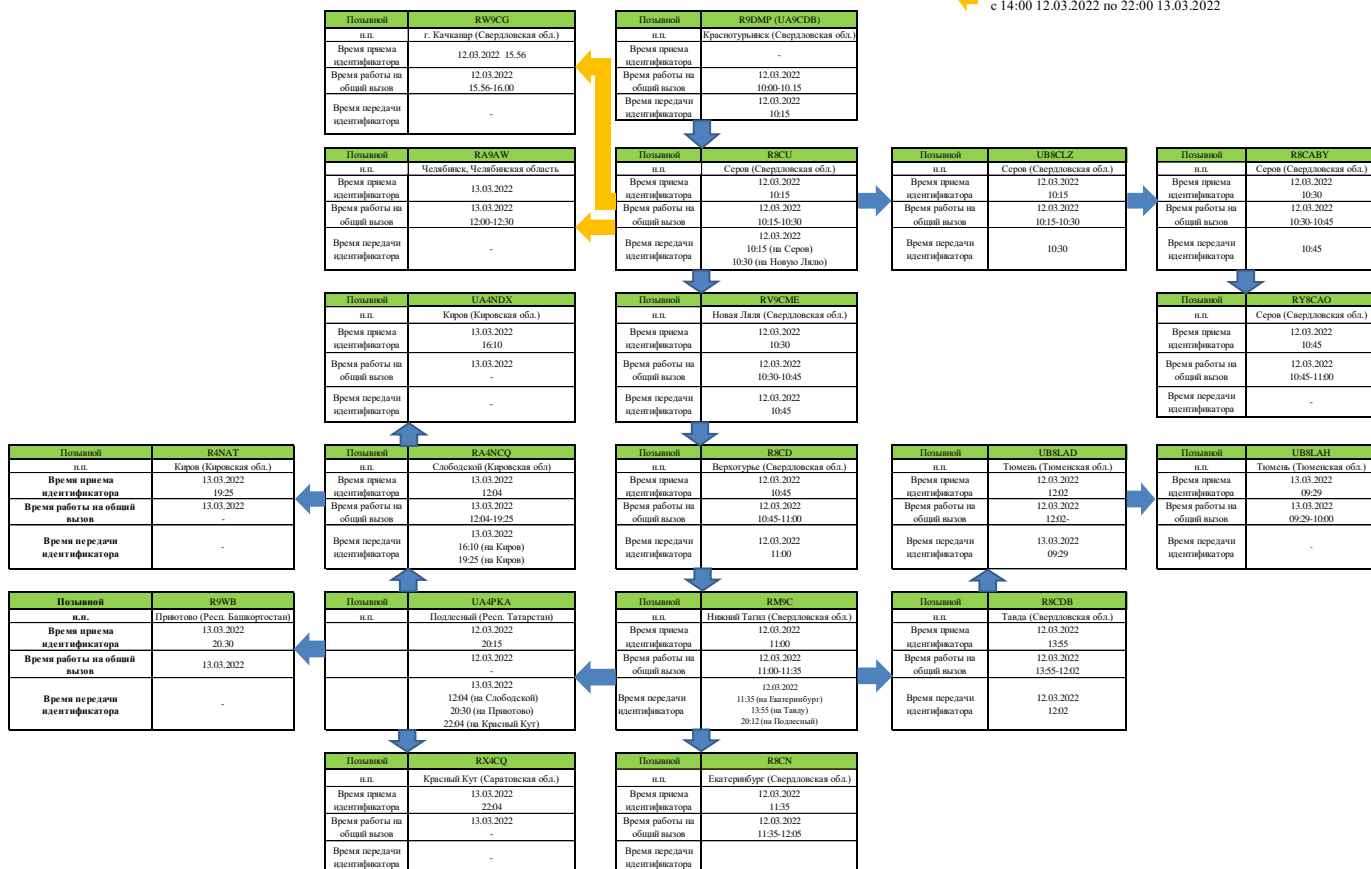 с 14:00 12.03.2022 по 22:00 13.03.2022
Позывной RW9CG
н.п. г. Качканар (Свердловская обл.)
Время приема
идентификатора 12.03.2022 15.56
Время работы на 12.03.2022
общий вызов 15.56-16.00
Время передачи
идентификатора -
Позывной R9DMP (UA9CDB)
н.п. Краснотурьинск (Свердловская обл.)
Время приема
идентификатора -
Время работы на 12.03.2022
общий вызов 10:00-10.15
Время передачи 12.03.2022
идентификатора 10:15
Позывной RA9AW
н.п. Челябинск, Челябинская область
Время приема
идентификатора 13.03.2022
Время работы на 13.03.2022
общий вызов 12:00-12:30
Время передачи
идентификатора -
Позывной R8CU
н.п. Серов (Свердловская обл.)
Время приема 12.03.2022
идентификатора 10:15
Время работы на 12.03.2022
общий вызов 10:15-10:30
12.03.2022
Время передачи 10:15 (на Серов)
идентификатора 10:30 (на Новую Лялю)
Позывной UB8CLZ
н.п. Серов (Свердловская обл.)
Время приема 12.03.2022
идентификатора 10:15
Время работы на 12.03.2022
общий вызов 10:15-10:30
Время передачи
идентификатора 10:30
Позывной R8CABY
н.п. Серов (Свердловская обл.)
Время приема 12.03.2022
идентификатора 10:30
Время работы на 12.03.2022
общий вызов 10:30-10:45
Время передачи
идентификатора 10:45
Позывной UA4NDX
н.п. Киров (Кировская обл.)
Время приема 13.03.2022
идентификатора 16:10
Время работы на 13.03.2022
общий вызов -
Время передачи
идентификатора -
Позывной RV9CME
н.п. Новая Ляля (Свердловская обл.)
Время приема 12.03.2022
идентификатора 10:30
Время работы на 12.03.2022
общий вызов 10:30-10:45
Время передачи 12.03.2022
идентификатора 10:45
Позывной RY8CAO
н.п. Серов (Свердловская обл.)
Время приема 12.03.2022
идентификатора 10:45
Время работы на 12.03.2022
общий вызов 10:45-11:00
Время передачи
идентификатора -
Позывной R4NAT
н.п. Киров (Кировская обл.)
Время приема 13.03.2022
идентификатора 19:25
Время работы на общий 13.03.2022
вызов -
Время передачи
идентификатора -
Позывной RA4NCQ
н.п. Слободской (Кировская обл)
Время приема 13.03.2022
идентификатора 12:04
Время работы на 13.03.2022
общий вызов 12:04-19:25
13.03.2022
Время передачи 16:10 (на Киров)
идентификатора 19:25 (на Киров)
Позывной R8CD
н.п. Верхотурье (Свердловская обл.)
Время приема 12.03.2022
идентификатора 10:45
Время работы на 12.03.2022
общий вызов 10:45-11:00
Время передачи 12.03.2022
идентификатора 11:00
Позывной UB8LAD
н.п. Тюмень (Тюменская обл.)
Время приема 12.03.2022
идентификатора 12:02
Время работы на 12.03.2022
общий вызов 12:02-
Время передачи 13.03.2022
идентификатора 09:29
Позывной UB8LAH
н.п. Тюмень (Тюменская обл.)
Время приема 13.03.2022
идентификатора 09:29
Время работы на 13.03.2022
общий вызов 09:29-10:00
Время передачи
идентификатора -
Позывной R9WB
н.п. Приютово (Респ. Башкортостан)
Время приема 13.03.2022
идентификатора 20.30
Время работы на общий
вызов 13.03.2022
Время передачи
идентификатора -
Позывной UA4PKA
н.п. Подлесный (Респ. Татарстан)
12.03.2022
20:15
12.03.2022
-
13.03.2022
12:04 (на Слободской)
20:30 (на Приютово)
22:04 (на Красный Кут)
Позывной RM9C
н.п. Нижний Тагил (Свердловская обл.)
Время приема 12.03.2022
идентификатора 11:00
Время работы на 12.03.2022
общий вызов 11:00-11:35
12.03.2022
Время передачи 11:35 (на Екатеринбург)
идентификатора 13:55 (на Тавду)
20:12 (на Подлесный)
Позывной R8CDB
н.п. Тавда (Свердловская обл.)
Время приема 12.03.2022
идентификатора 13:55
Время работы на 12.03.2022
общий вызов 13:55-12:02
Время передачи 12.03.2022
идентификатора 12:02
Позывной RX4CQ
н.п. Красный Кут (Саратовская обл.)
Время приема 13.03.2022
идентификатора 22:04
Время работы на 13.03.2022
общий вызов -
Время передачи
идентификатора -
Позывной R8CN
н.п. Екатеринбург (Свердловская обл.)
Время приема 12.03.2022
идентификатора 11:35
Время работы на 12.03.2022
общий вызов 11:35-12:05
Время передачи
идентификатора